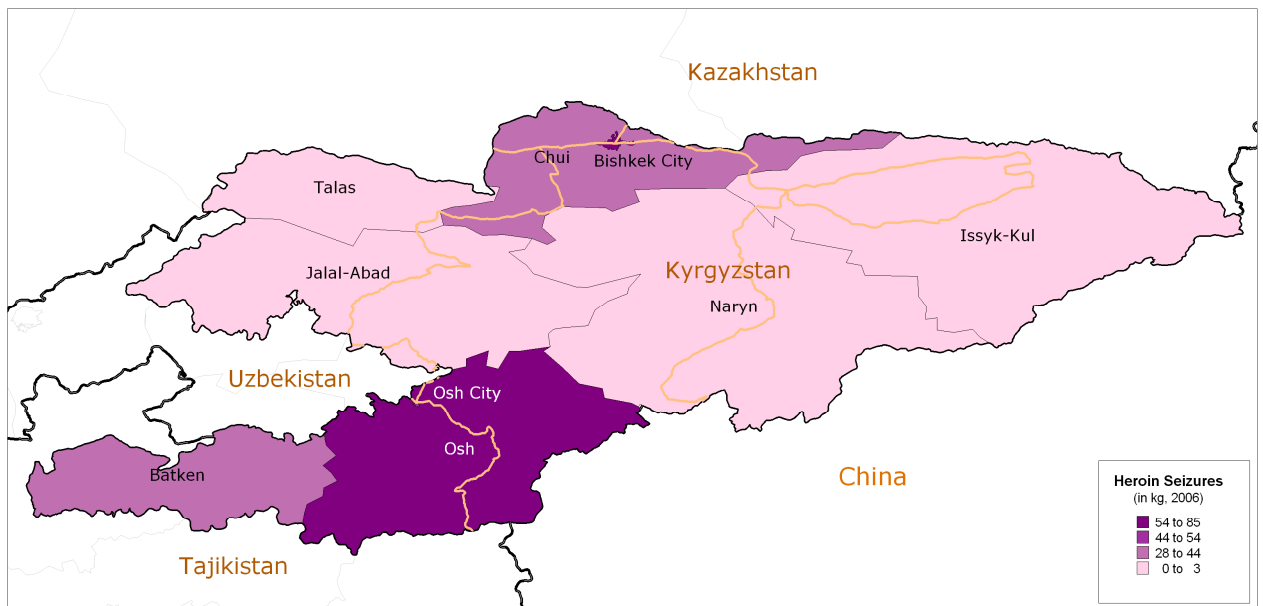 Kazakhstan
Chui
Bishkek City
Talas
Issyk-Kul
Jalal-Abad
Kyrgyzstan
Naryn
Uzbekistan
Osh City
Osh
Batken
China
Tajikistan
Heroin Seizures
(in kg, 2006)
54 to 85
44 to 54
28 to 44
0 to 3